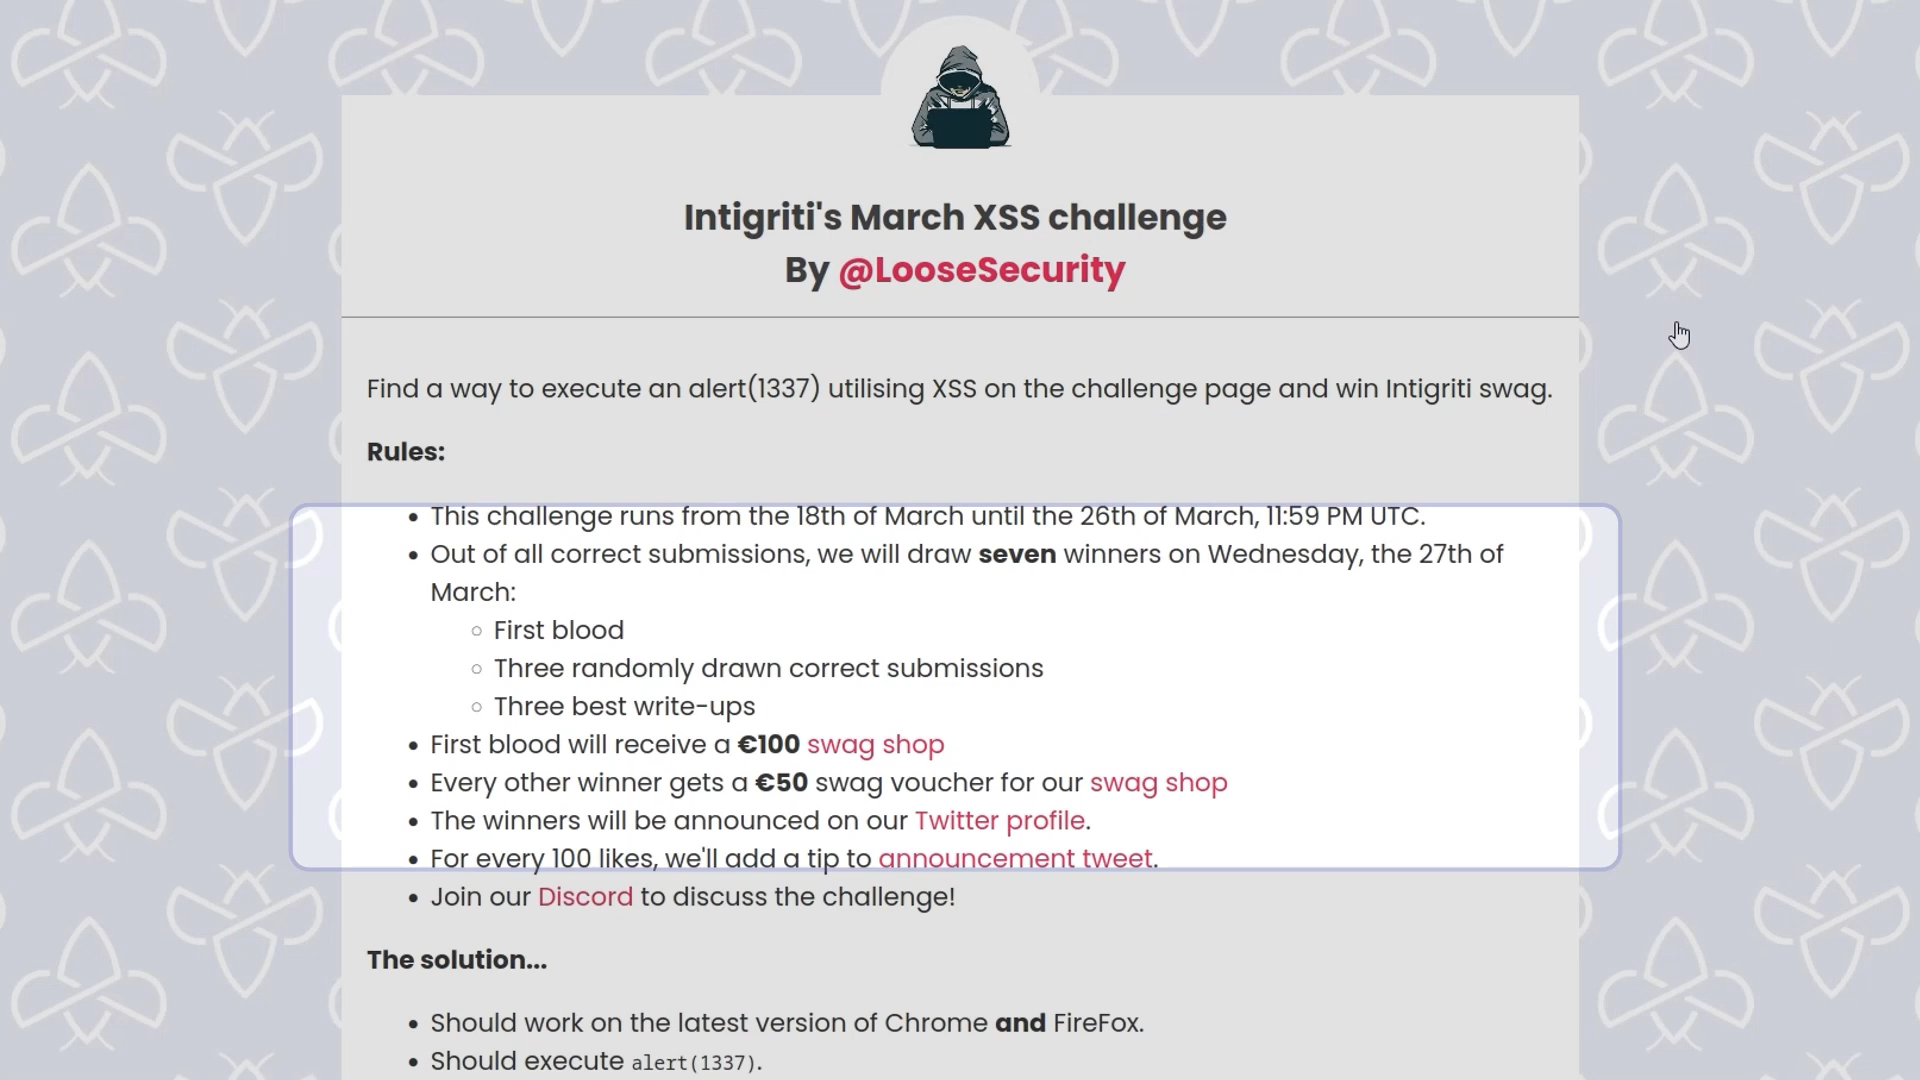 Intigriti's March XSS challenge
By @LooseSecurity
Find a way to execute an alert(1337) utilising XSS on the challenge page and win Intigriti swag.
Rules:
This challenge runs from the 18th of March until the 26th of March, 11:59 PM UTC.
Out of all correct submissions, we will draw seven winners on Wednesday, the 27th of
March:
First blood
Three randomly drawn correct submissions
Three best write-ups
First blood will receive a €100 swag shop
Every other winner gets a €50 swag voucher for our swag shop
The winners will be announced on our Twitter profile.
For every 100 likes, we'll add a tip to announcement tweet.
Join our Discord to discuss the challenge!
The solution...
Should work on the latest version of Chrome and FireFox.
Should execute alert(1337).